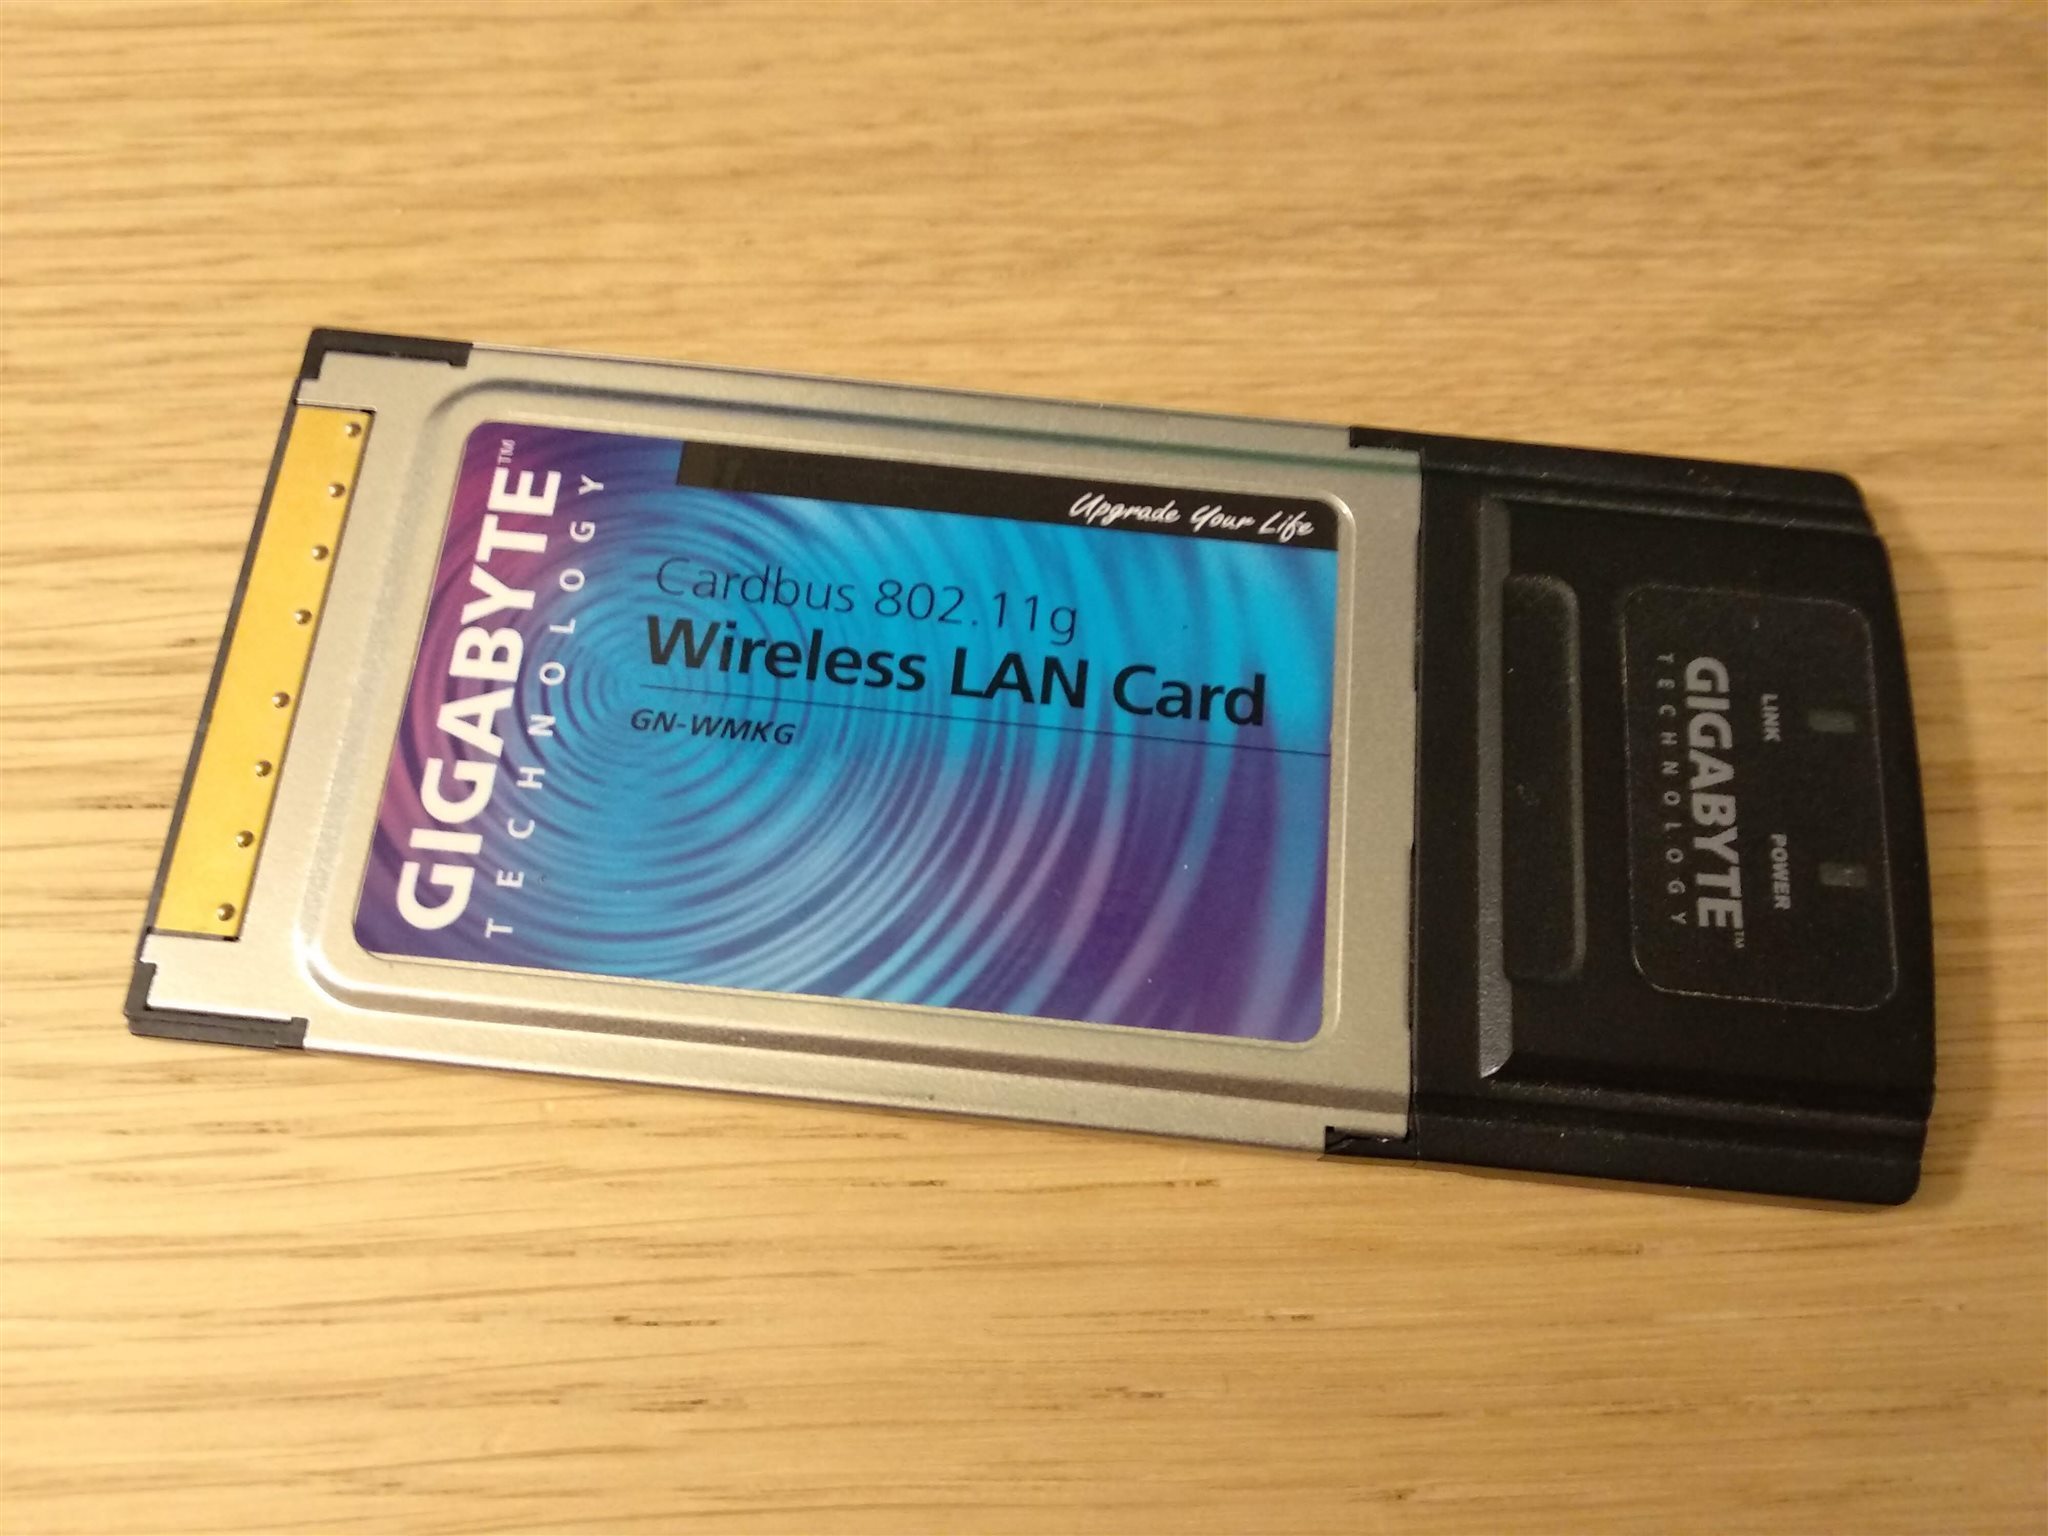 GIGABYTE™
TECHNOLOGY
Upgrade Your Life
Cardbus 802.11g
Wireless LAN Card
GN-WMKG
LINK
POWER
GIGABYTE™
TECHNOLOGY